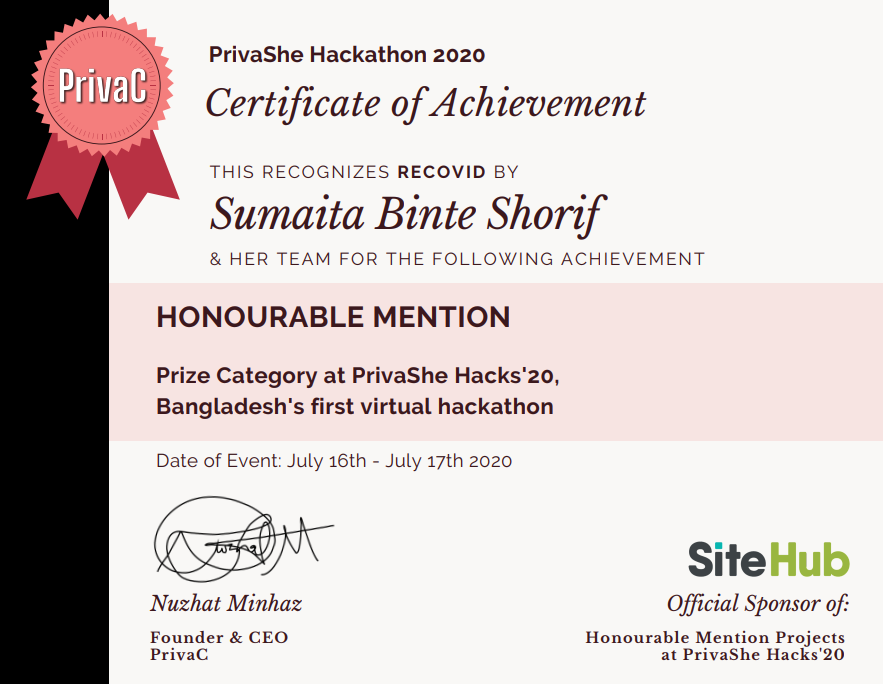 PrivaC
PrivaShe Hackathon 2020
Certificate of Achievement
THIS RECOGNIZES RECOVID BY
Sumaita Binte Shorif
& HER TEAM FOR THE FOLLOWING ACHIEVEMENT
HONOURABLE MENTION
Prize Category at PrivaShe Hacks'20,
Bangladesh's first virtual hackathon
Date of Event: July 16th - July 17th 2020
Nuzhat Minhaz
Founder & CEO
PrivaC
SiteHub
Official Sponsor of:
Honourable Mention Projects
at PrivaShe Hacks'20